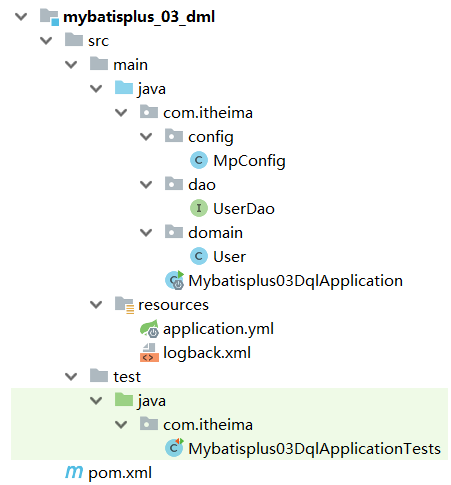 mybatisplus_03_dml
src
main
java
com.itheima
config
MpConfig
dao
UserDao
domain
User
Mybatisplus03DqlApplication
resources
application.yml
logback.xml
test
java
com.itheima
Mybatisplus03DqlApplicationTests
pom.xml